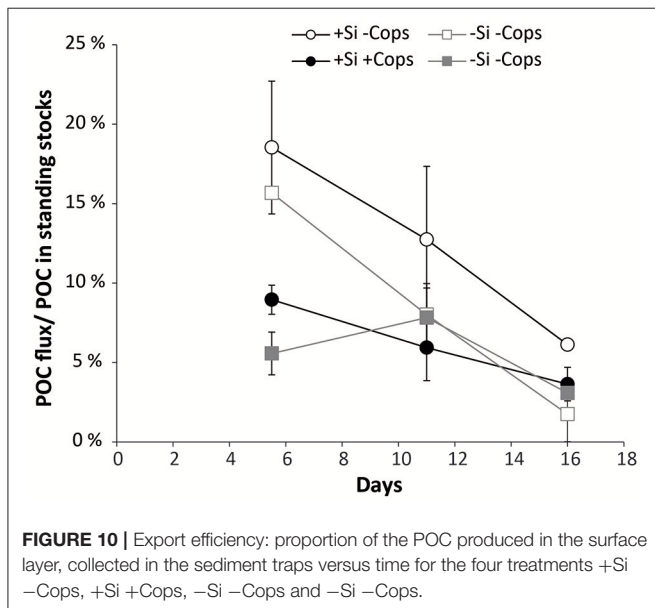 +Si -Cops
-Si -Cops
+Si +Cops
-Si -Cops
25 %
20 %
15 %
10 %
5 %
0 %
POC flux/ POC in standing stocks
0 2 4 6 8 10 12 14 16 18
Days
FIGURE 10 | Export efficiency: proportion of the POC produced in the surface
layer, collected in the sediment traps versus time for the four treatments +Si
−Cops, +Si +Cops, −Si −Cops and −Si −Cops.